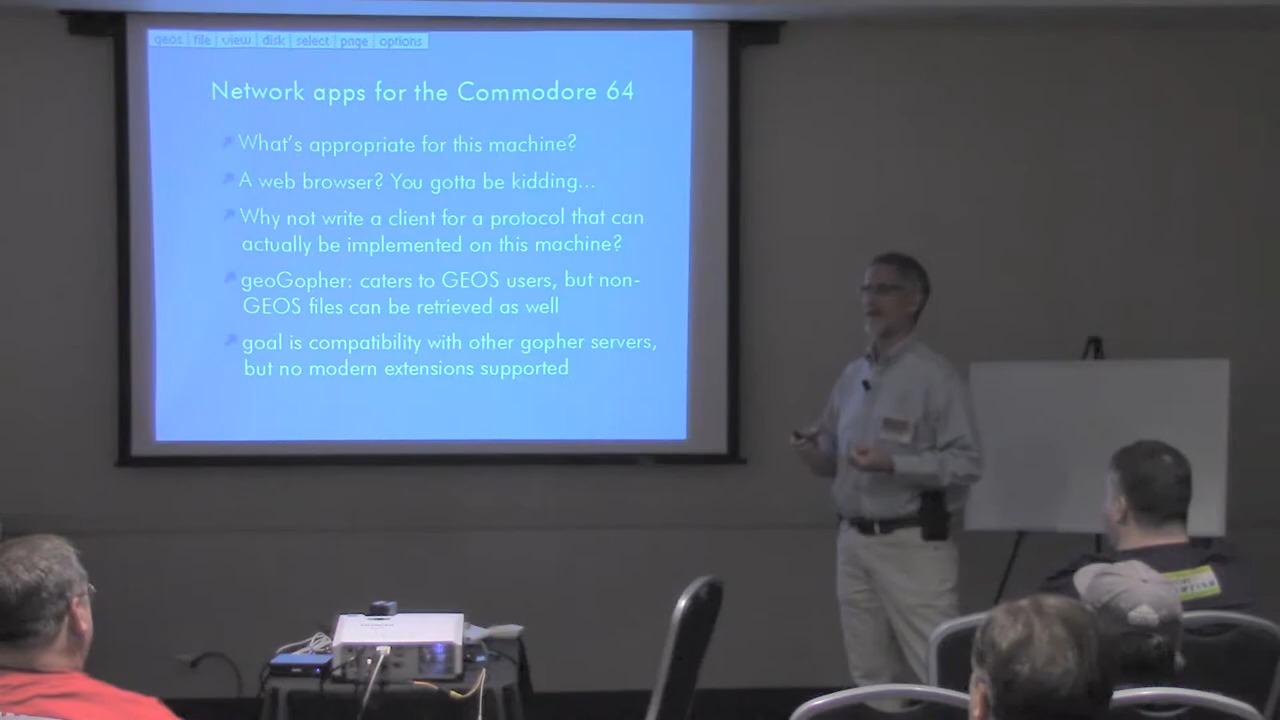 geos file view disk select page options
Network apps for the Commodore 64
What's appropriate for this machine?
A web browser? You gotta be kidding...
Why not write a client for a protocol that can
actually be implemented on this machine?
geoGopher: caters to GEOS users, but non-
GEOS files can be retrieved as well
goal is compatibility with other gopher servers,
but no modern extensions supported